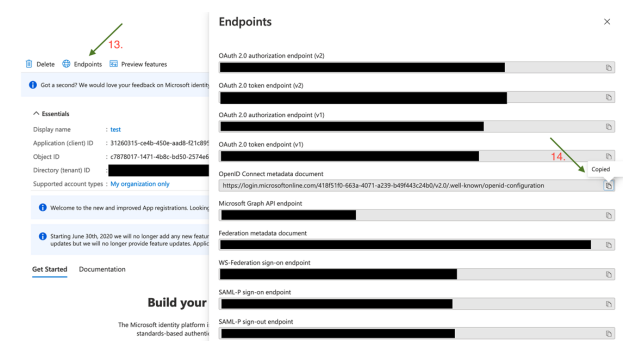 13.
Delete Endpoints Preview features
Got a second? We would love your feedback on Microsoft identity
Essentials
Display name : test
Application (client) ID : 31260315-ce4b-450e-aad8-f21c895
Object ID : c7878017-1471-4b8c-bd50-2574e6
Directory (tenant) ID :
Supported account types : My organization only
Welcome to the new and improved App registrations. Looking
Starting June 30th, 2020 we will no longer add any new featur
updates but we will no longer provide feature updates. Applic
Get Started Documentation
Build your
The Microsoft identity platform i
standards-based authenti
Endpoints
OAuth 2.0 authorization endpoint (v2)
OAuth 2.0 token endpoint (v2)
OAuth 2.0 authorization endpoint (v1)
OAuth 2.0 token endpoint (v1)
14.
Copied
OpenID Connect metadata document
https://login.microsoftonline.com/418f51f0-663a-4071-a239-b49f443c24b0/v2.0/.well-known/openid-configuration
Microsoft Graph API endpoint
Federation metadata document
WS-Federation sign-on endpoint
SAML-P sign-on endpoint
SAML-P sign-out endpoint